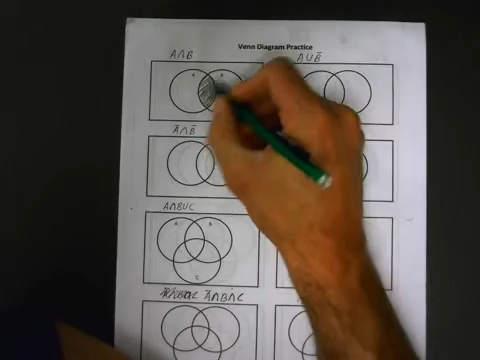 Venn Diagram Practice
A∩B
A∪B̄
A B
Ā∩B̄
A∩B∪C
A B
C
Ā∩B∩C
A